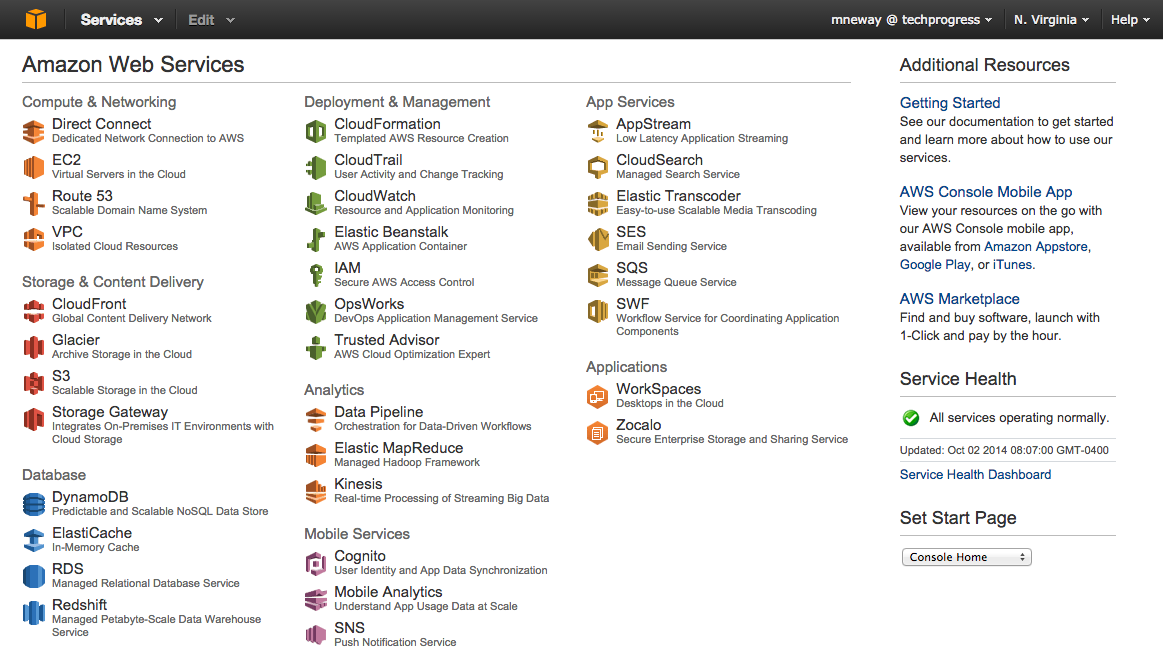 Services
Edit
mneway @ techprogress
N. Virginia
Help
Amazon Web Services
Compute & Networking
Direct Connect
Dedicated Network Connection to AWS
EC2
Virtual Servers in the Cloud
Route 53
Scalable Domain Name System
VPC
Isolated Cloud Resources
Storage & Content Delivery
CloudFront
Global Content Delivery Network
Glacier
Archive Storage in the Cloud
S3
Scalable Storage in the Cloud
Storage Gateway
Integrates On-Premises IT Environments with
Cloud Storage
Database
DynamoDB
Predictable and Scalable NoSQL Data Store
ElastiCache
In-Memory Cache
RDS
Managed Relational Database Service
Redshift
Managed Petabyte-Scale Data Warehouse
Service
Deployment & Management
CloudFormation
Templated AWS Resource Creation
CloudTrail
User Activity and Change Tracking
CloudWatch
Resource and Application Monitoring
Elastic Beanstalk
AWS Application Container
IAM
Secure AWS Access Control
OpsWorks
DevOps Application Management Service
Trusted Advisor
AWS Cloud Optimization Expert
Analytics
Data Pipeline
Orchestration for Data-Driven Workflows
Elastic MapReduce
Managed Hadoop Framework
Kinesis
Real-time Processing of Streaming Big Data
Mobile Services
Cognito
User Identity and App Data Synchronization
Mobile Analytics
Understand App Usage Data at Scale
SNS
Push Notification Service
App Services
AppStream
Low Latency Application Streaming
CloudSearch
Managed Search Service
Elastic Transcoder
Easy-to-use Scalable Media Transcoding
SES
Email Sending Service
SQS
Message Queue Service
SWF
Workflow Service for Coordinating Application
Components
Applications
WorkSpaces
Desktops in the Cloud
Zocalo
Secure Enterprise Storage and Sharing Service
Additional Resources
Getting Started
See our documentation to get started
and learn more about how to use our
services.
AWS Console Mobile App
View your resources on the go with
our AWS Console mobile app,
available from Amazon Appstore,
Google Play, or iTunes.
AWS Marketplace
Find and buy software, launch with
1-Click and pay by the hour.
Service Health
All services operating normally.
Updated: Oct 02 2014 08:07:00 GMT-0400
Service Health Dashboard
Set Start Page
Console Home